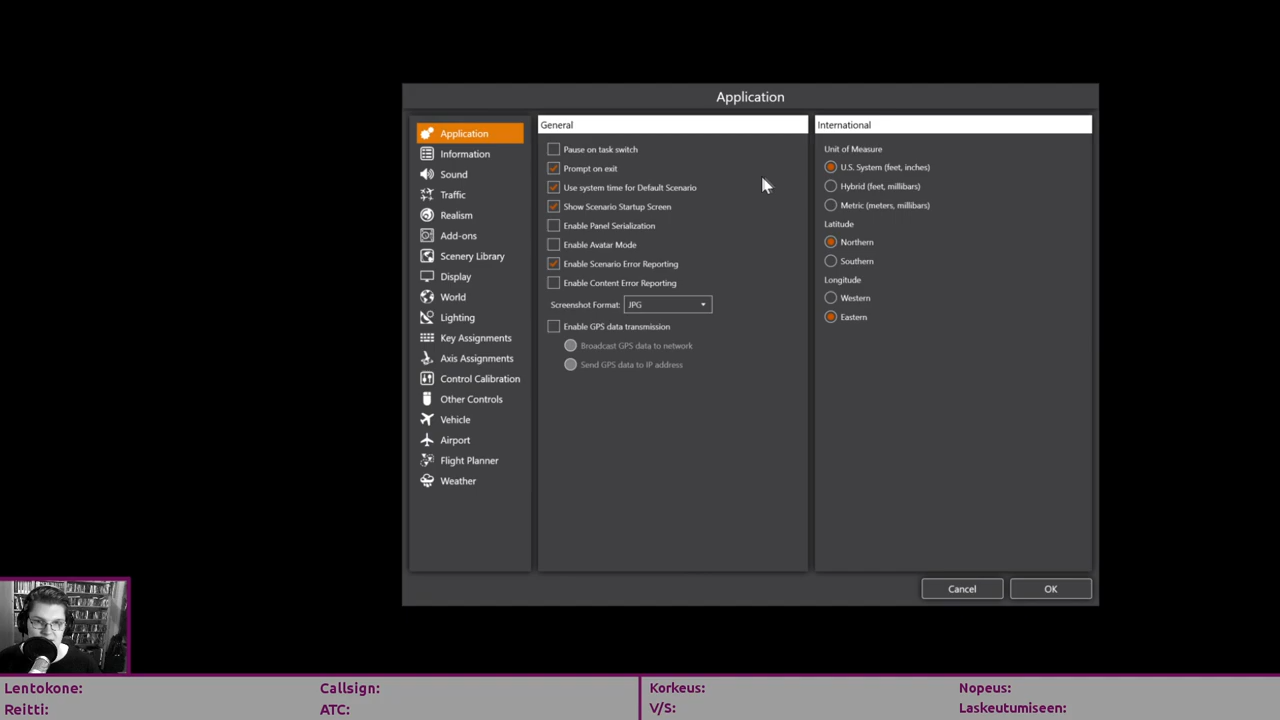 Application
Application
Information
Sound
Traffic
Realism
Add-ons
Scenery Library
Display
World
Lighting
Key Assignments
Axis Assignments
Control Calibration
Other Controls
Vehicle
Airport
Flight Planner
Weather
General
Pause on task switch
Prompt on exit
Use system time for Default Scenario
Show Scenario Startup Screen
Enable Panel Serialization
Enable Avatar Mode
Enable Scenario Error Reporting
Enable Content Error Reporting
Screenshot Format: JPG
Enable GPS data transmission
Broadcast GPS data to network
Send GPS data to IP address
International
Unit of Measure
U.S. System (feet, inches)
Hybrid (feet, millibars)
Metric (meters, millibars)
Latitude
Northern
Southern
Longitude
Western
Eastern
Cancel OK
Lentokone: Callsign: Korkeus: Nopeus:
Reitti: ATC: V/S: Laskeutumiseen: